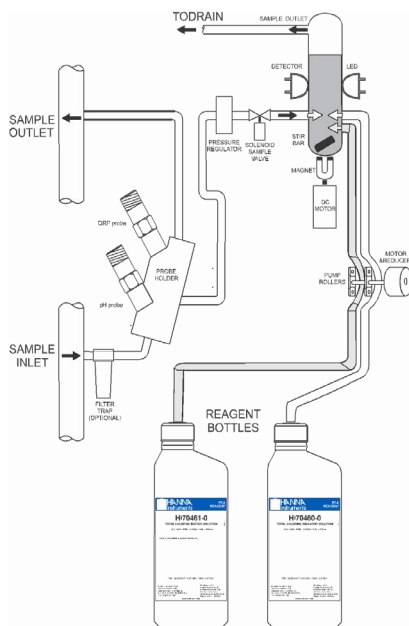 TODRAIN
SAMPLE OUTLET
DETECTOR
LED
SAMPLE
OUTLET
PRESSURE
REGULATOR
SOLENOID
SAMPLE
VALVE
STIR
BAR
MAGNET
DC
MOTOR
ORP probe
PROBE
HOLDER
pH probe
PUMP
ROLLERS
MOTOR
&REDUCER
SAMPLE
INLET
FILTER
TRAP
(OPTIONAL)
REAGENT
BOTTLES
HANNA
instruments
REAGENT
HI70461-0
HANNA
instruments
REAGENT
HI70460-0